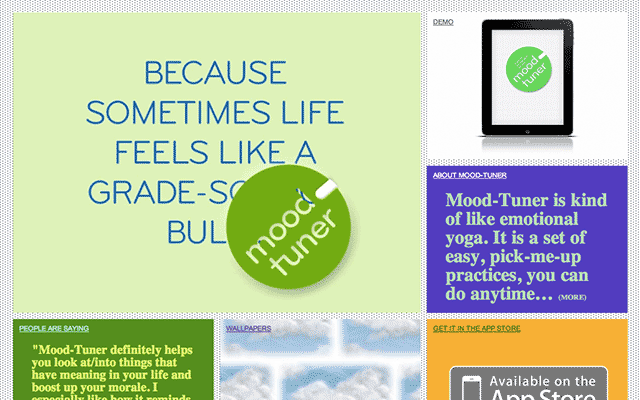 BECAUSE
SOMETIMES LIFE
FEELS LIKE A
GRADE-SC
BUL
mood
tuner
DEMO
mood
tuner
ABOUT MOOD-TUNER
Mood-Tuner is kind
of like emotional
yoga. It is a set of
easy, pick-me-up
practices, you can
do anytime... (MORE)
PEOPLE ARE SAYING
"Mood-Tuner definitely helps
you look at/into things that
have meaning in your life and
boost up your morale. I
especially like how it reminds
WALLPAPERS
GET IT IN THE APP STORE
Available on the
App Store